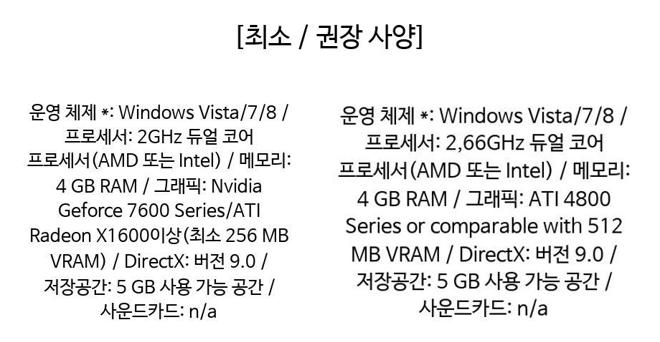 [최소 / 권장 사양]
운영 체제 *: Windows Vista/7/8 /
프로세서: 2GHz 듀얼 코어
프로세서(AMD 또는 Intel) / 메모리:
4 GB RAM / 그래픽: Nvidia
Geforce 7600 Series/ATI
Radeon X1600이상(최소 256 MB
VRAM) / DirectX: 버전 9.0 /
저장공간: 5 GB 사용 가능 공간 /
사운드카드: n/a
운영 체제 *: Windows Vista/7/8 /
프로세서: 2,66GHz 듀얼 코어
프로세서(AMD 또는 Intel) / 메모리:
4 GB RAM / 그래픽: ATI 4800
Series or comparable with 512
MB VRAM / DirectX: 버전 9.0 /
저장공간: 5 GB 사용 가능 공간 /
사운드카드: n/a